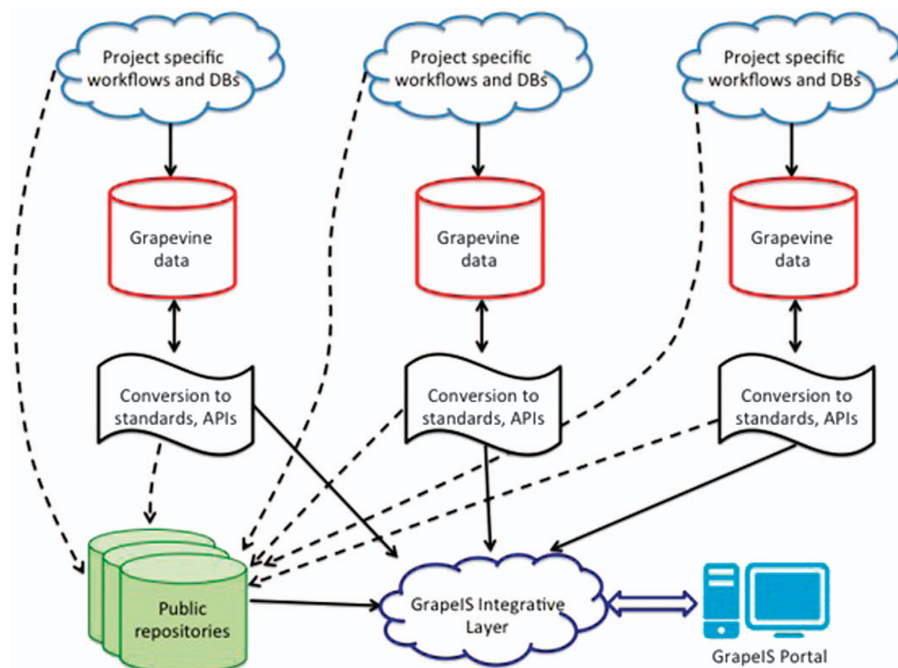 Project specific
workflows and DBs
Project specific
workflows and DBs
Project specific
workflows and DBs
Grapevine
data
Grapevine
data
Grapevine
data
Conversion to
standards, APIs
Conversion to
standards, APIs
Conversion to
standards, APIs
Public
repositories
GrapeIS Integrative
Layer
GrapeIS Portal